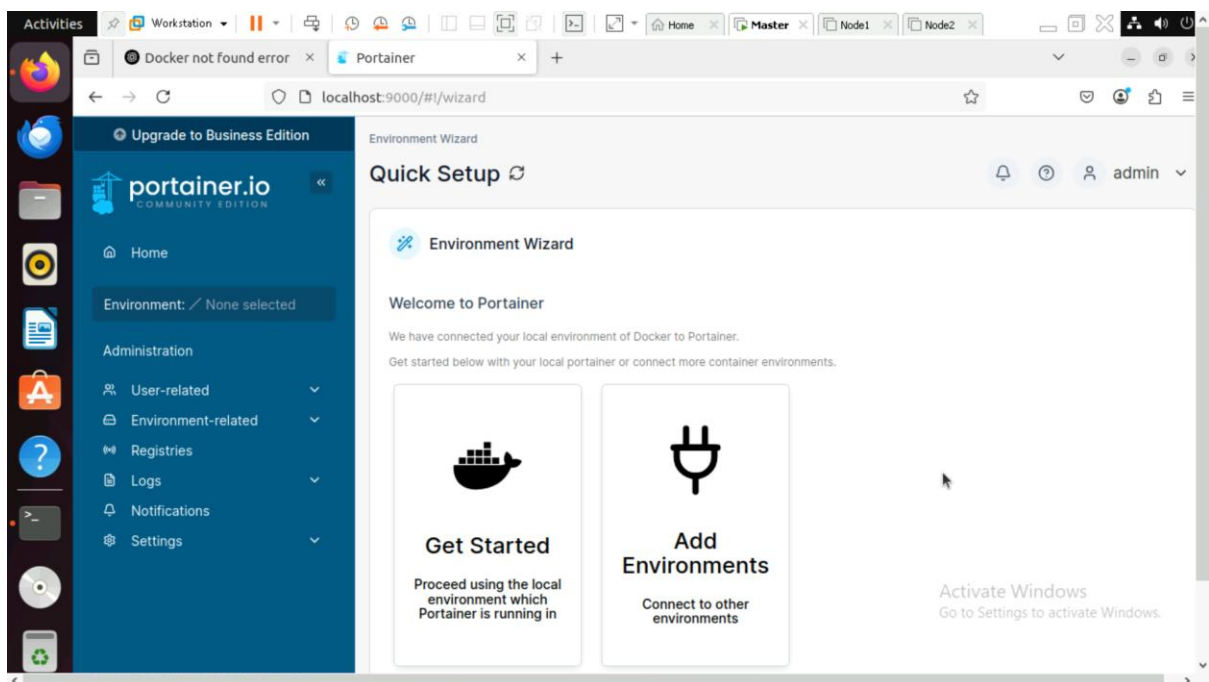 Activities
Workstation
Home
Master
Node1
Node2
Docker not found error
Portainer
localhost:9000/#!/wizard
Upgrade to Business Edition
portainer.io
COMMUNITY EDITION
Home
Environment: None selected
Administration
User-related
Environment-related
Registries
Logs
Notifications
Settings
Environment Wizard
Quick Setup
admin
Environment Wizard
Welcome to Portainer
We have connected your local environment of Docker to Portainer.
Get started below with your local portainer or connect more container environments.
Get Started
Proceed using the local
environment which
Portainer is running in
Add
Environments
Connect to other
environments
Activate Windows
Go to Settings to activate Windows.